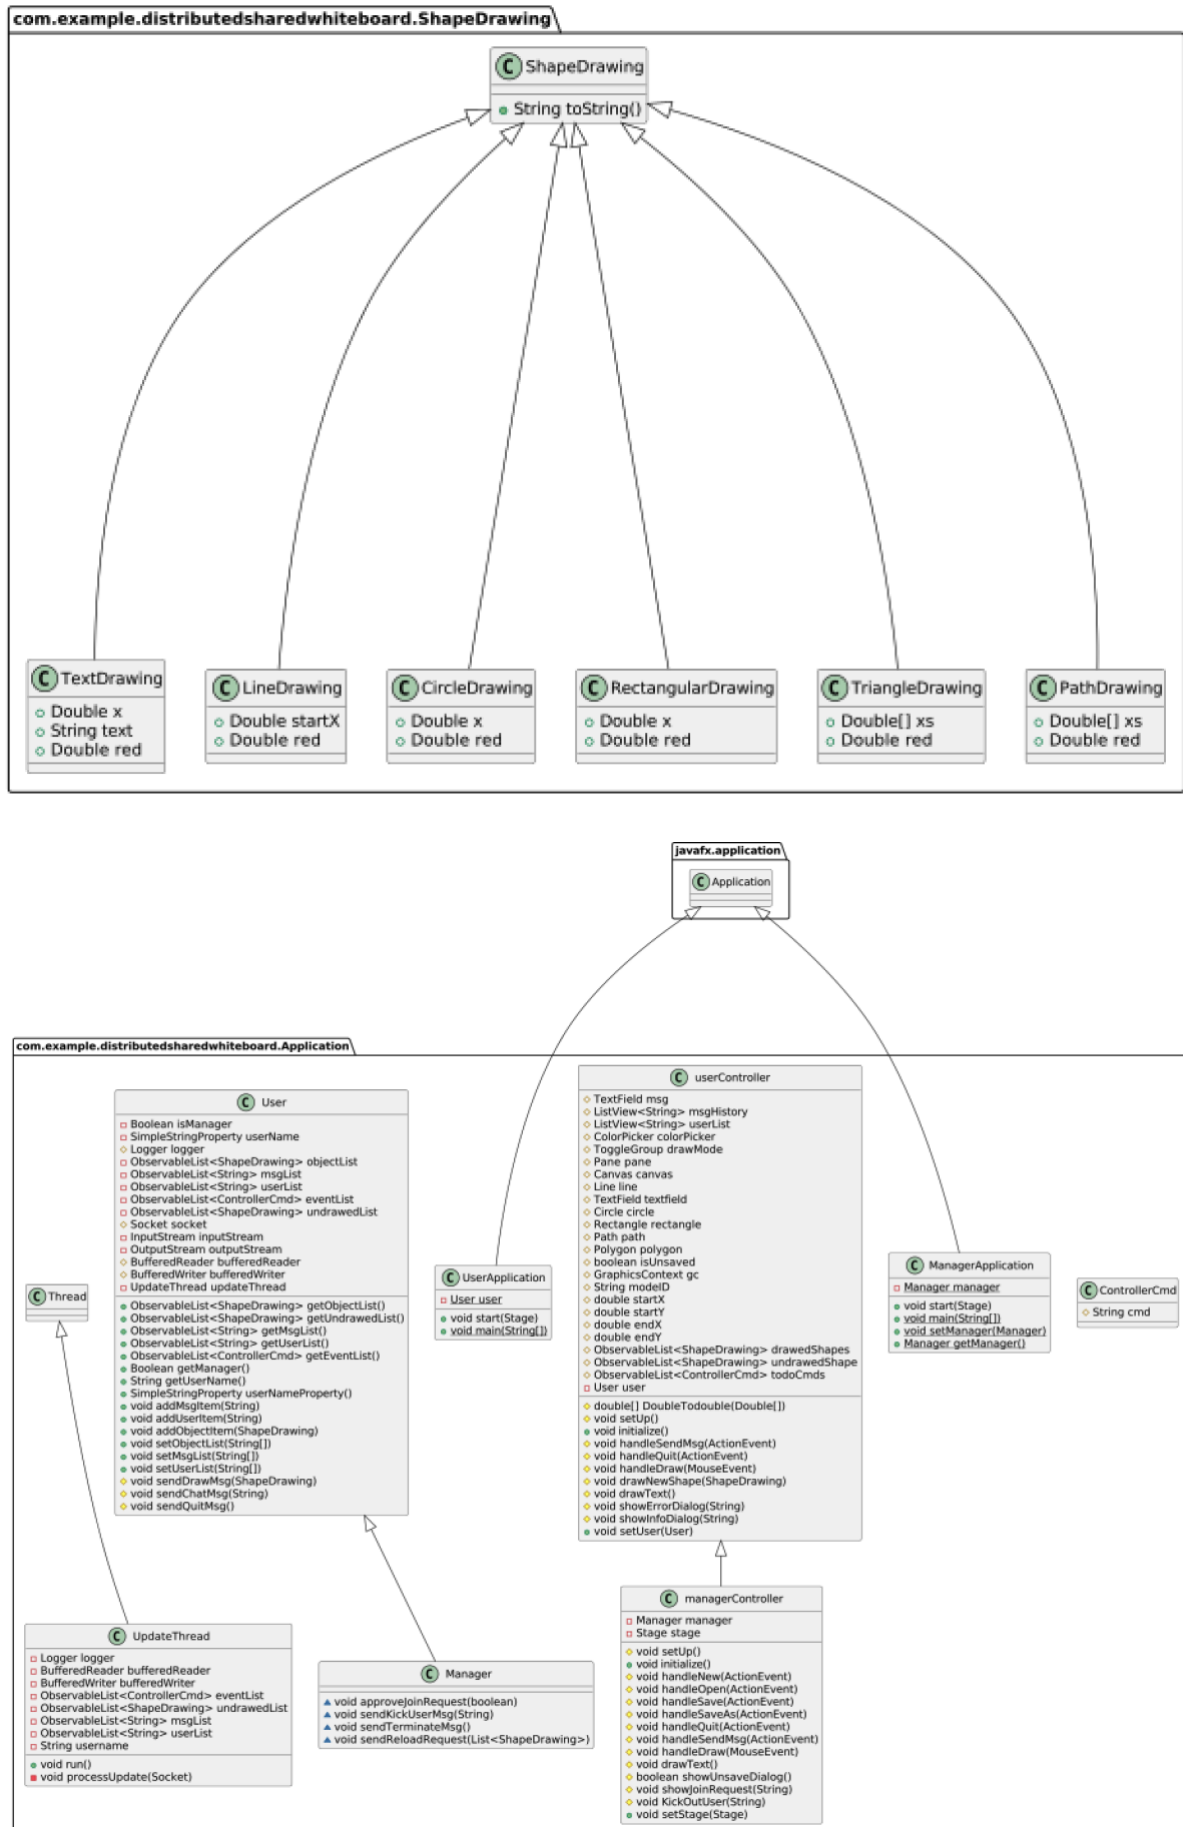 com.example.distributedsharedwhiteboard.ShapeDrawing
C ShapeDrawing
String toString()
C TextDrawing
Double x
String text
Double red
C LineDrawing
Double startX
Double red
C CircleDrawing
Double x
Double red
C RectangularDrawing
Double x
Double red
C TriangleDrawing
Double[] xs
Double red
C PathDrawing
Double[] xs
Double red
javafx.application
C Application
com.example.distributedsharedwhiteboard.Application
C User
Boolean isManager
SimpleStringProperty userName
Logger logger
ObservableList<ShapeDrawing> objectList
ObservableList<String> msgList
ObservableList<String> userList
ObservableList<ControllerCmd> eventList
ObservableList<ShapeDrawing> undrawedList
Socket socket
InputStream inputStream
OutputStream outputStream
BufferedReader bufferedReader
BufferedWriter bufferedWriter
UpdateThread updateThread
ObservableList<ShapeDrawing> getObjectList()
ObservableList<ShapeDrawing> getUndrawedList()
ObservableList<String> getMsgList()
ObservableList<String> getUserList()
ObservableList<ControllerCmd> getEventList()
Boolean getManager()
String getUserName()
SimpleStringProperty userNameProperty()
void addMsgItem(String)
void addUserItem(String)
void addObjectItem(ShapeDrawing)
void setObjectList(String[])
void setMsgList(String[])
void setUserList(String[])
void sendDrawMsg(ShapeDrawing)
void sendChatMsg(String)
void sendQuitMsg()
C userController
TextField msg
ListView<String> msgHistory
ListView<String> userList
ColorPicker colorPicker
ToggleGroup drawMode
Pane pane
Canvas canvas
Line line
TextField textfield
Circle circle
Rectangle rectangle
Path path
Polygon polygon
boolean isUnsaved
GraphicsContext gc
String modeID
double startX
double startY
double endX
double endY
ObservableList<ShapeDrawing> drawedShapes
ObservableList<ShapeDrawing> undrawedShape
ObservableList<ControllerCmd> todoCmds
User user
double[] DoubleTodouble(Double[])
void setUp()
void initialize()
void handleSendMsg(ActionEvent)
void handleQuit(ActionEvent)
void handleDraw(MouseEvent)
void drawNewShape(ShapeDrawing)
void drawText()
void showErrorDialog(String)
void showInfoDialog(String)
void setUser(User)
C Thread
C UserApplication
User user
void start(Stage)
void main(String[])
C ManagerApplication
Manager manager
void start(Stage)
void main(String[])
void setManager(Manager)
Manager getManager()
C ControllerCmd
String cmd
C UpdateThread
Logger logger
BufferedReader bufferedReader
BufferedWriter bufferedWriter
ObservableList<ControllerCmd> eventList
ObservableList<ShapeDrawing> undrawedList
ObservableList<String> msgList
ObservableList<String> userList
String username
void run()
void processUpdate(Socket)
C Manager
void approveJoinRequest(boolean)
void sendKickUserMsg(String)
void sendTerminateMsg()
void sendReloadRequest(List<ShapeDrawing>)
C managerController
Manager manager
Stage stage
void setUp()
void initialize()
void handleNew(ActionEvent)
void handleOpen(ActionEvent)
void handleSave(ActionEvent)
void handleSaveAs(ActionEvent)
void handleQuit(ActionEvent)
void handleSendMsg(ActionEvent)
void handleDraw(MouseEvent)
void drawText()
boolean showUnsaveDialog()
void showJoinRequest(String)
void KickOutUser(String)
void setStage(Stage)